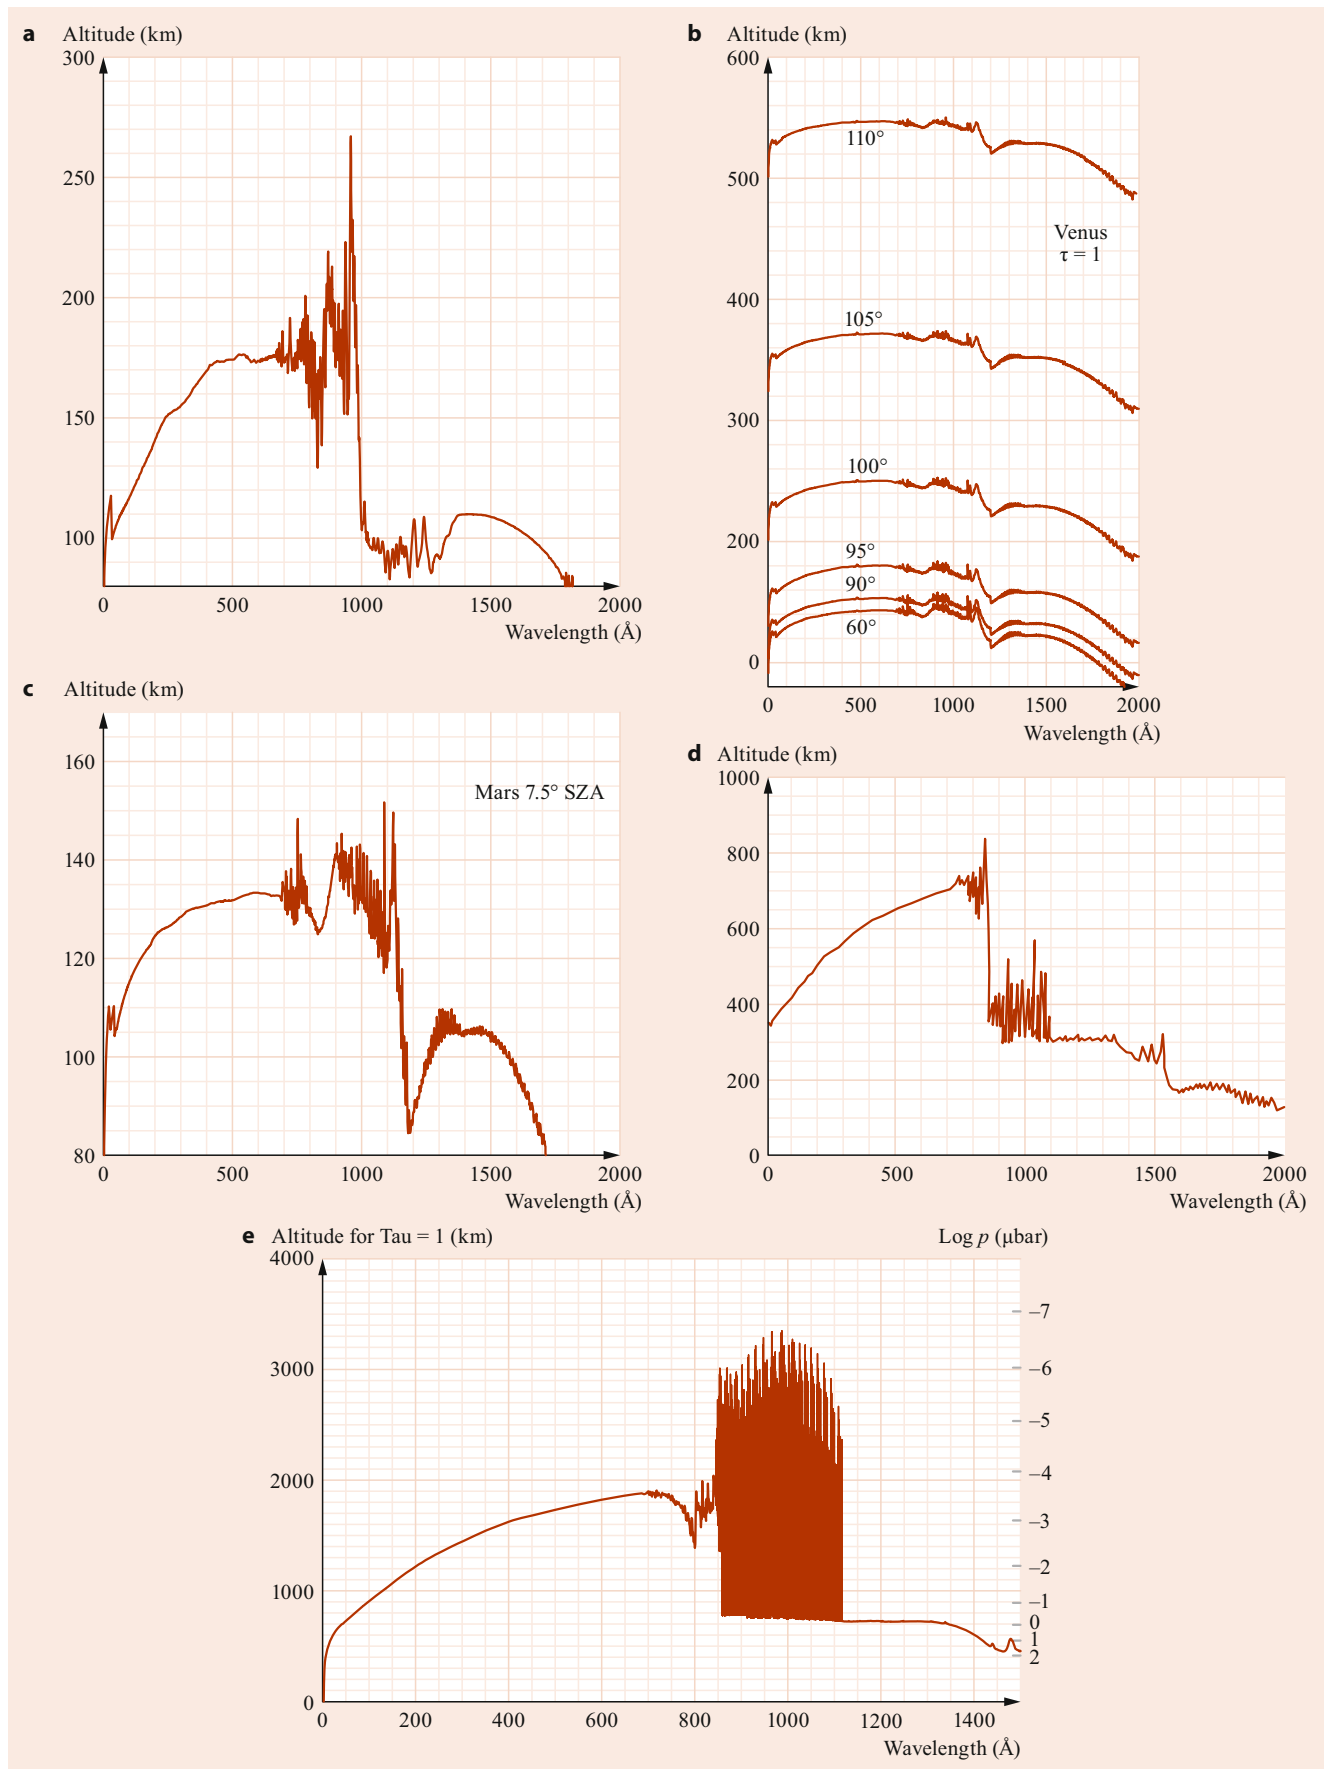 a Altitude (km)
300
250
200
150
100
0 500 1000 1500 2000
Wavelength (Å)
b Altitude (km)
600
500
400
300
200
0
110°
Venus
τ = 1
105°
100°
95°
90°
60°
0 500 1000 1500 2000
Wavelength (Å)
c Altitude (km)
160
140
120
100
80
Mars 7.5° SZA
0 500 1000 1500 2000
Wavelength (Å)
d Altitude (km)
1000
800
600
400
200
0
0 500 1000 1500 2000
Wavelength (Å)
e Altitude for Tau = 1 (km) Log p (μbar)
4000
3000
2000
1000
0
–7
–6
–5
–4
–3
–2
–1
0
1
2
0 200 400 600 800 1000 1200 1400
Wavelength (Å)